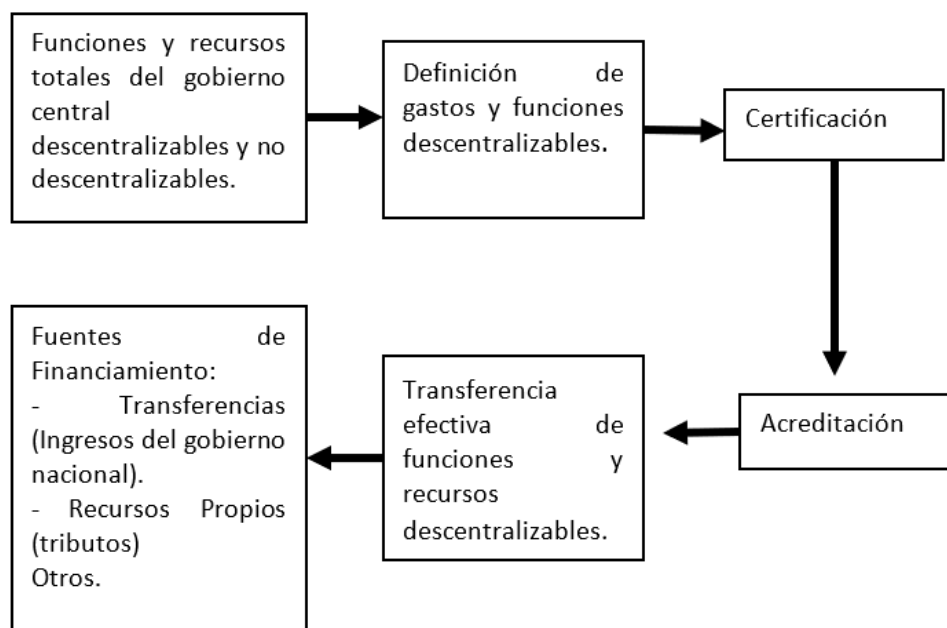 Funciones y recursos
totales del gobierno
central
descentralizables y no
descentralizables.
Definición de
gastos y funciones
descentralizables.
Certificación
Acreditación
Transferencia
efectiva de
funciones y
recursos
descentralizables.
Fuentes de
Financiamiento:
- Transferencias
(Ingresos del gobierno
nacional).
- Recursos Propios
(tributos)
Otros.